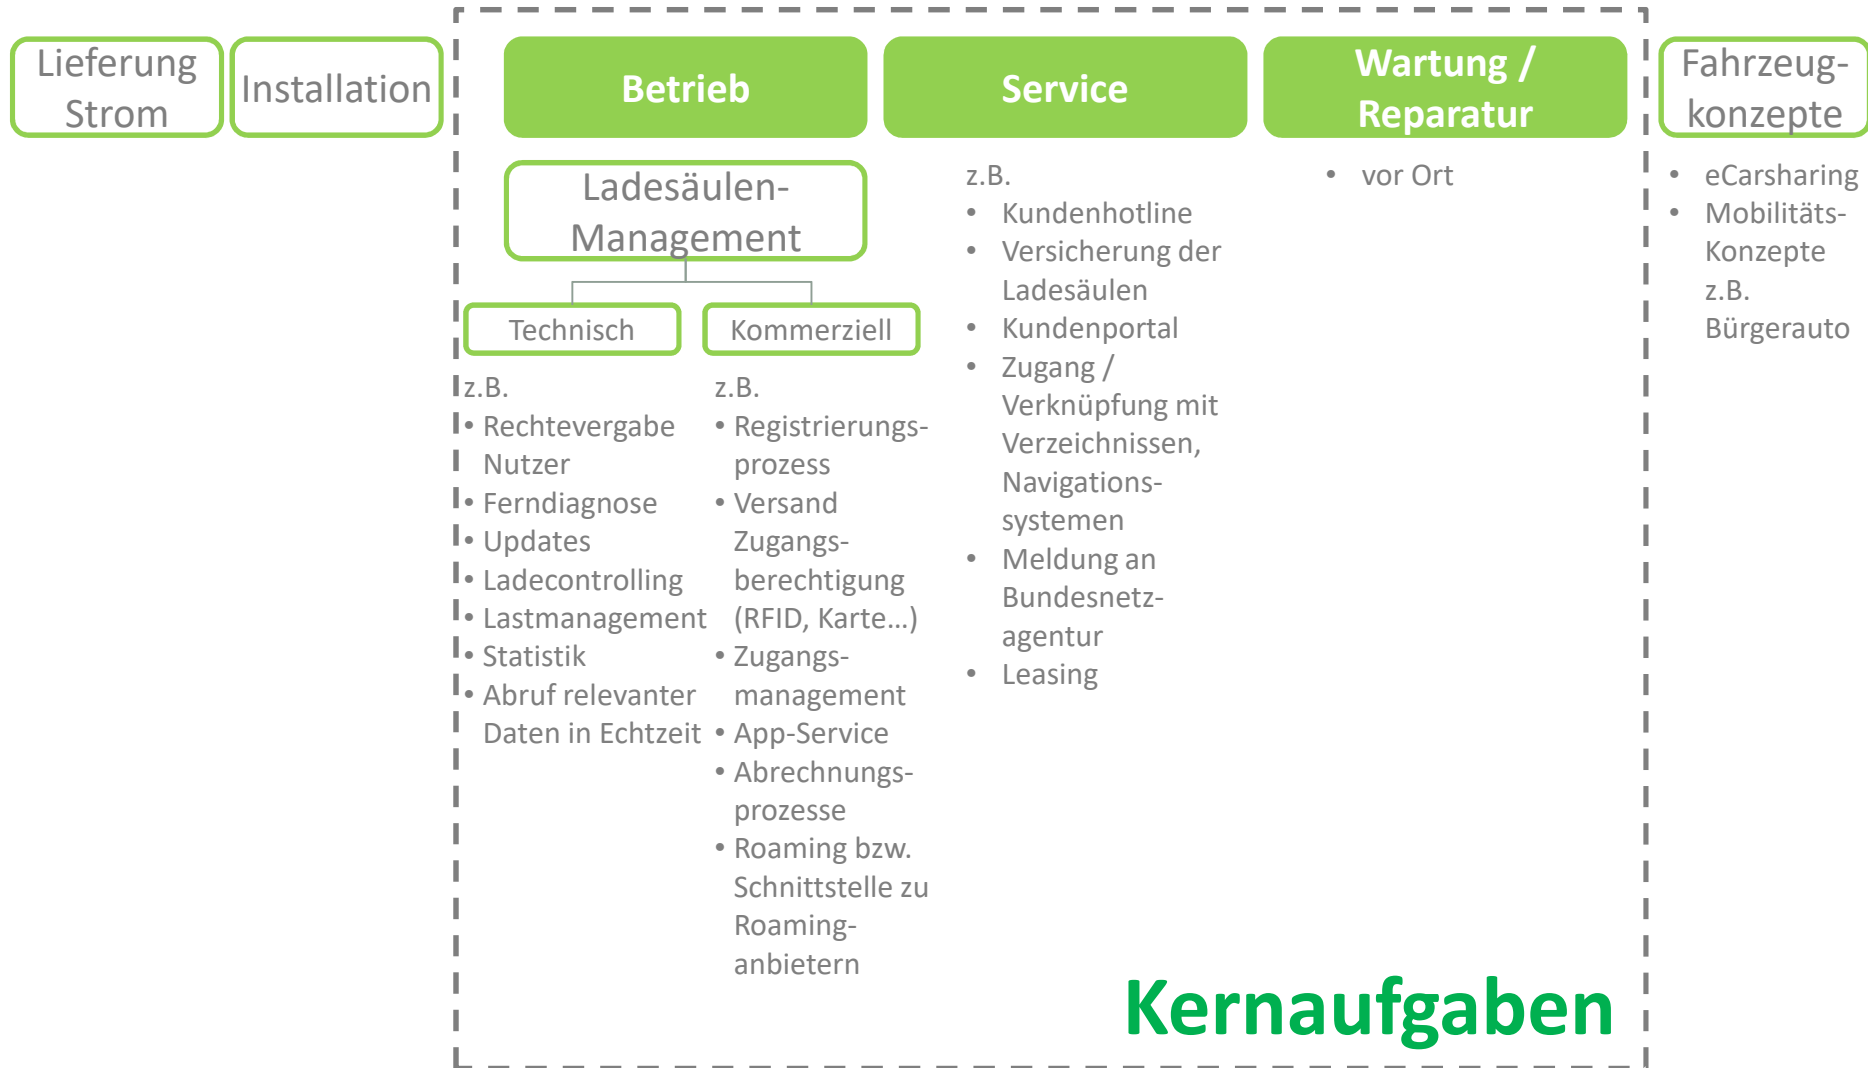 Lieferung
Strom
Installation
Betrieb
Service
Wartung /
Reparatur
Fahrzeug-
konzepte
Ladesäulen-
Management
Technisch
z.B.
• Rechtevergabe
Nutzer
• Ferndiagnose
• Updates
• Ladecontrolling
• Lastmanagement
• Statistik
• Abruf relevanter
Daten in Echtzeit
Kommerziell
z.B.
• Registrierungs-
prozess
• Versand
Zugangs-
berechtigung
(RFID, Karte...)
• Zugangs-
management
• App-Service
• Abrechnungs-
prozesse
• Roaming bzw.
Schnittstelle zu
Roaming-
anbietern
z.B.
• Kundenhotline
• Versicherung der
Ladesäulen
• Kundenportal
• Zugang /
Verknüpfung mit
Verzeichnissen,
Navigations-
systemen
• Meldung an
Bundesnetz-
agentur
• Leasing
• vor Ort
• eCarsharing
• Mobilitäts-
Konzepte
z.B.
Bürgerauto
Kernaufgaben